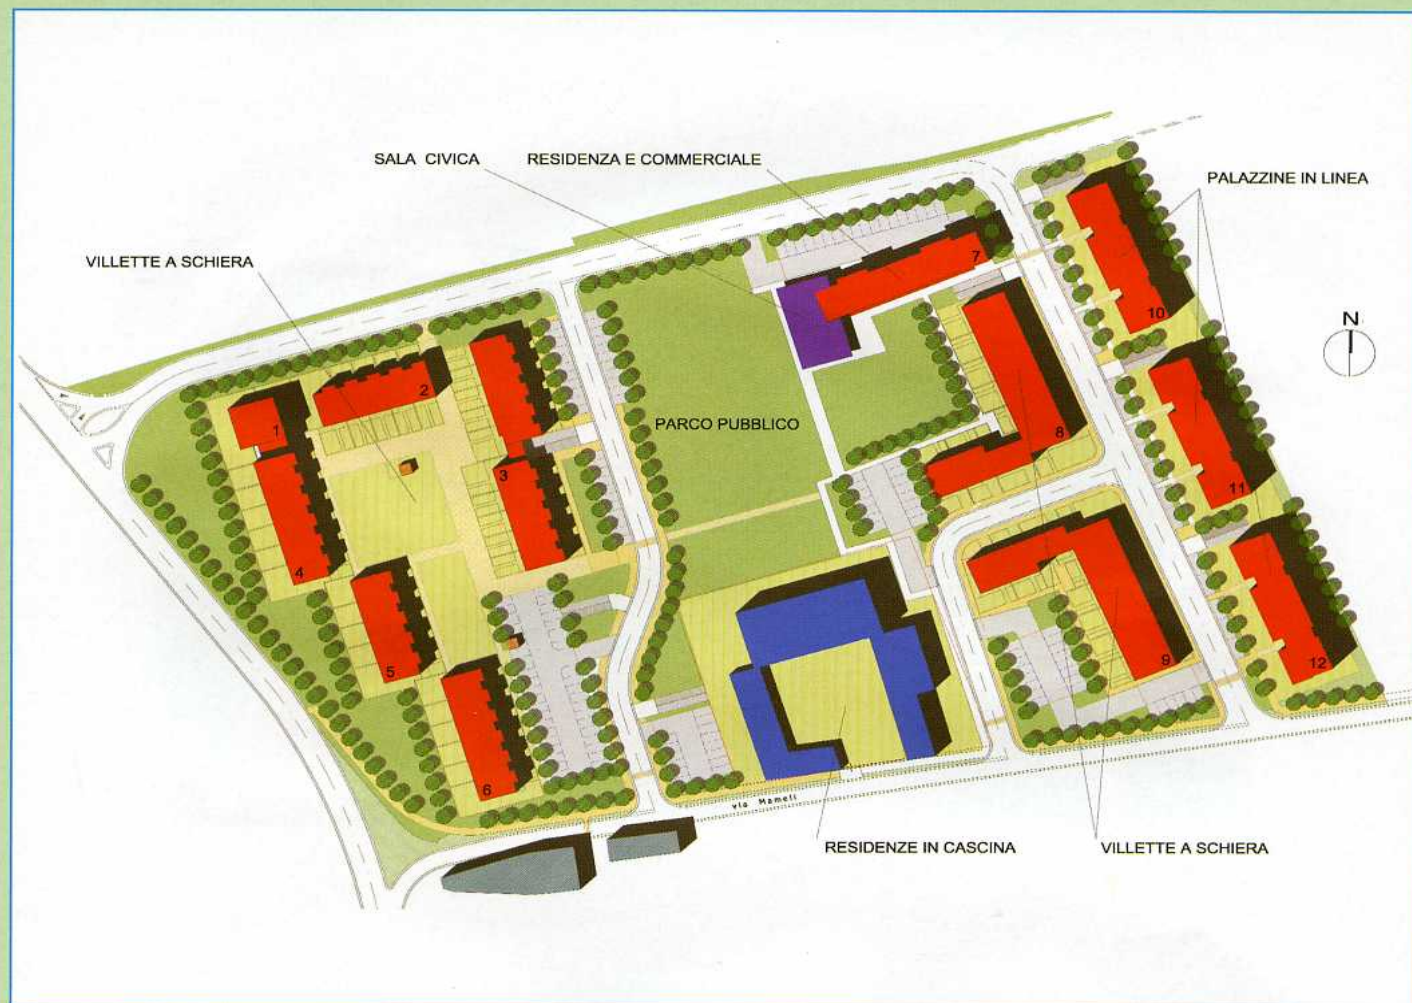 SALA CIVICA
RESIDENZA E COMMERCIALE
PALAZZINE IN LINEA
VILLETTE A SCHIERA
N
7
10
2
1
PARCO PUBBLICO
8
3
11
4
5
9
12
6
via Mameli
RESIDENZE IN CASCINA
VILLETTE A SCHIERA